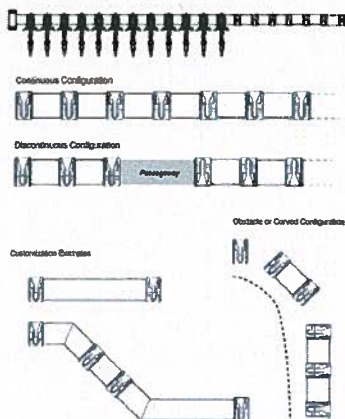 Continuous Configuration
Discontinuous Configuration
Passageway
Obstacle or Curved Configuration
Customization Examples